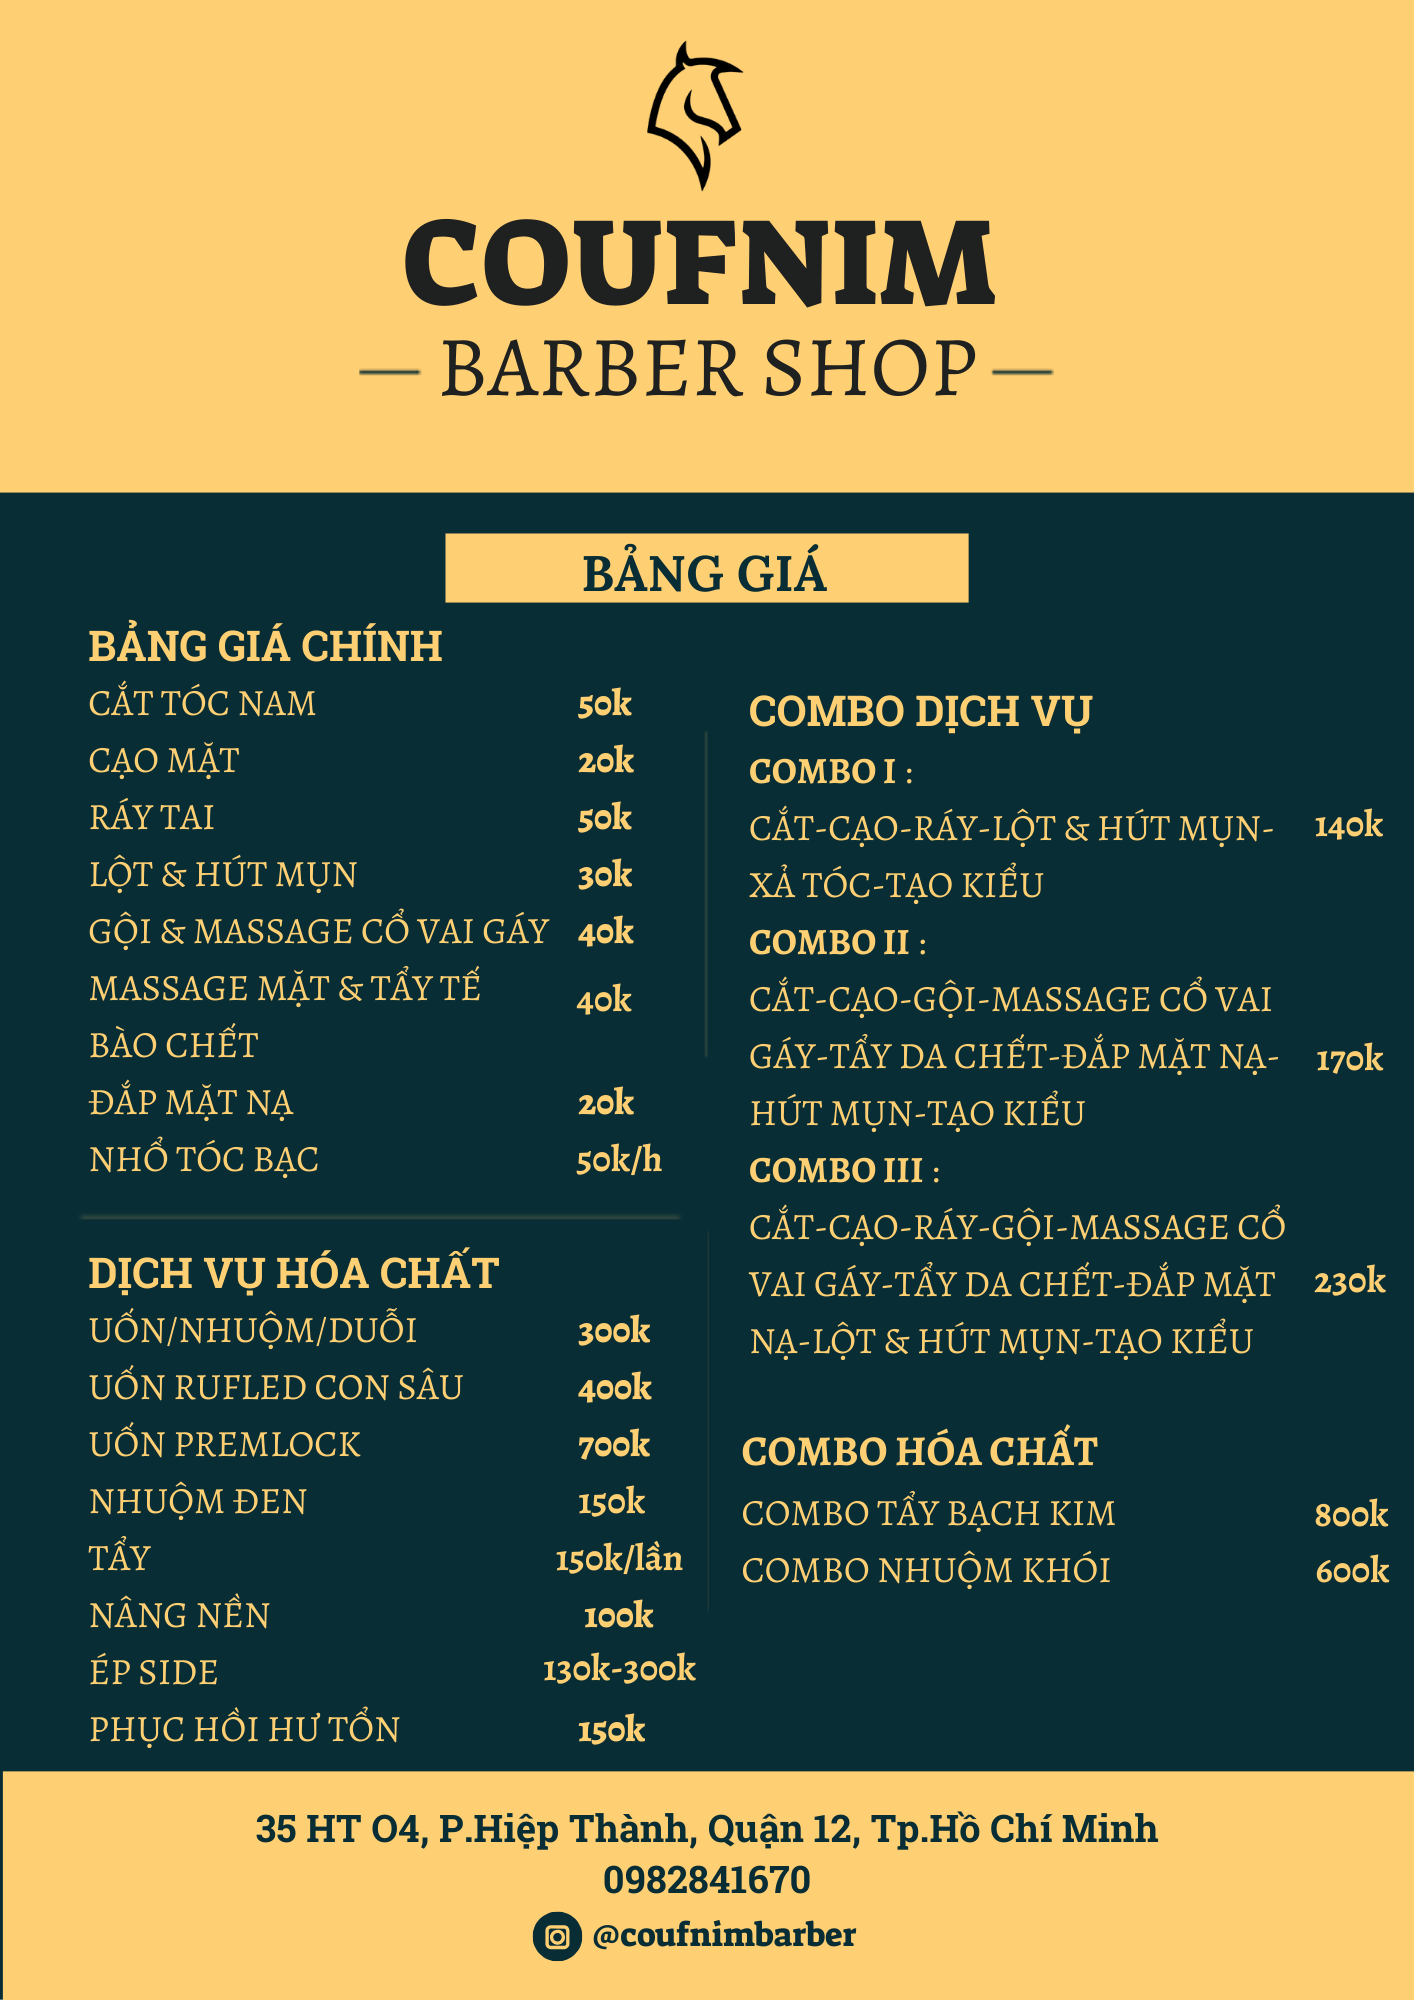 COUFNIM
BARBER SHOP
BẢNG GIÁ
BẢNG GIÁ CHÍNH
CẮT TÓC NAM 50k
CẠO MẶT 20k
RÁY TAI 50k
LỘT & HÚT MỤN 30k
GỘI & MASSAGE CỔ VAI GÁY 40k
MASSAGE MẶT & TẨY TẾ 40k
BÀO CHẾT
ĐẮP MẶT NẠ 20k
NHỔ TÓC BẠC 50k/h
DỊCH VỤ HÓA CHẤT
UỐN/NHUỘM/DUỖI 300k
UỐN RUFLED CON SÂU 400k
UỐN PREMLOCK 700k
NHUỘM ĐEN 150k
TẨY 150k/lần
NÂNG NỀN 100k
ÉP SIDE 130k-300k
PHỤC HỒI HƯ TỔN 150k
COMBO DỊCH VỤ
COMBO I :
CẮT-CẠO-RÁY-LỘT & HÚT MỤN- 140k
XẢ TÓC-TẠO KIỂU
COMBO II :
CẮT-CẠO-GỘI-MASSAGE CỔ VAI
GÁY-TẨY DA CHẾT-ĐẮP MẶT NẠ- 170k
HÚT MỤN-TẠO KIỂU
COMBO III :
CẮT-CẠO-RÁY-GỘI-MASSAGE CỔ
VAI GÁY-TẨY DA CHẾT-ĐẮP MẶT 230k
NẠ-LỘT & HÚT MỤN-TẠO KIỂU
COMBO HÓA CHẤT
COMBO TẨY BẠCH KIM 800k
COMBO NHUỘM KHÓI 600k
35 HT O4, P.Hiệp Thành, Quận 12, Tp.Hồ Chí Minh
0982841670
@coufnimbarber